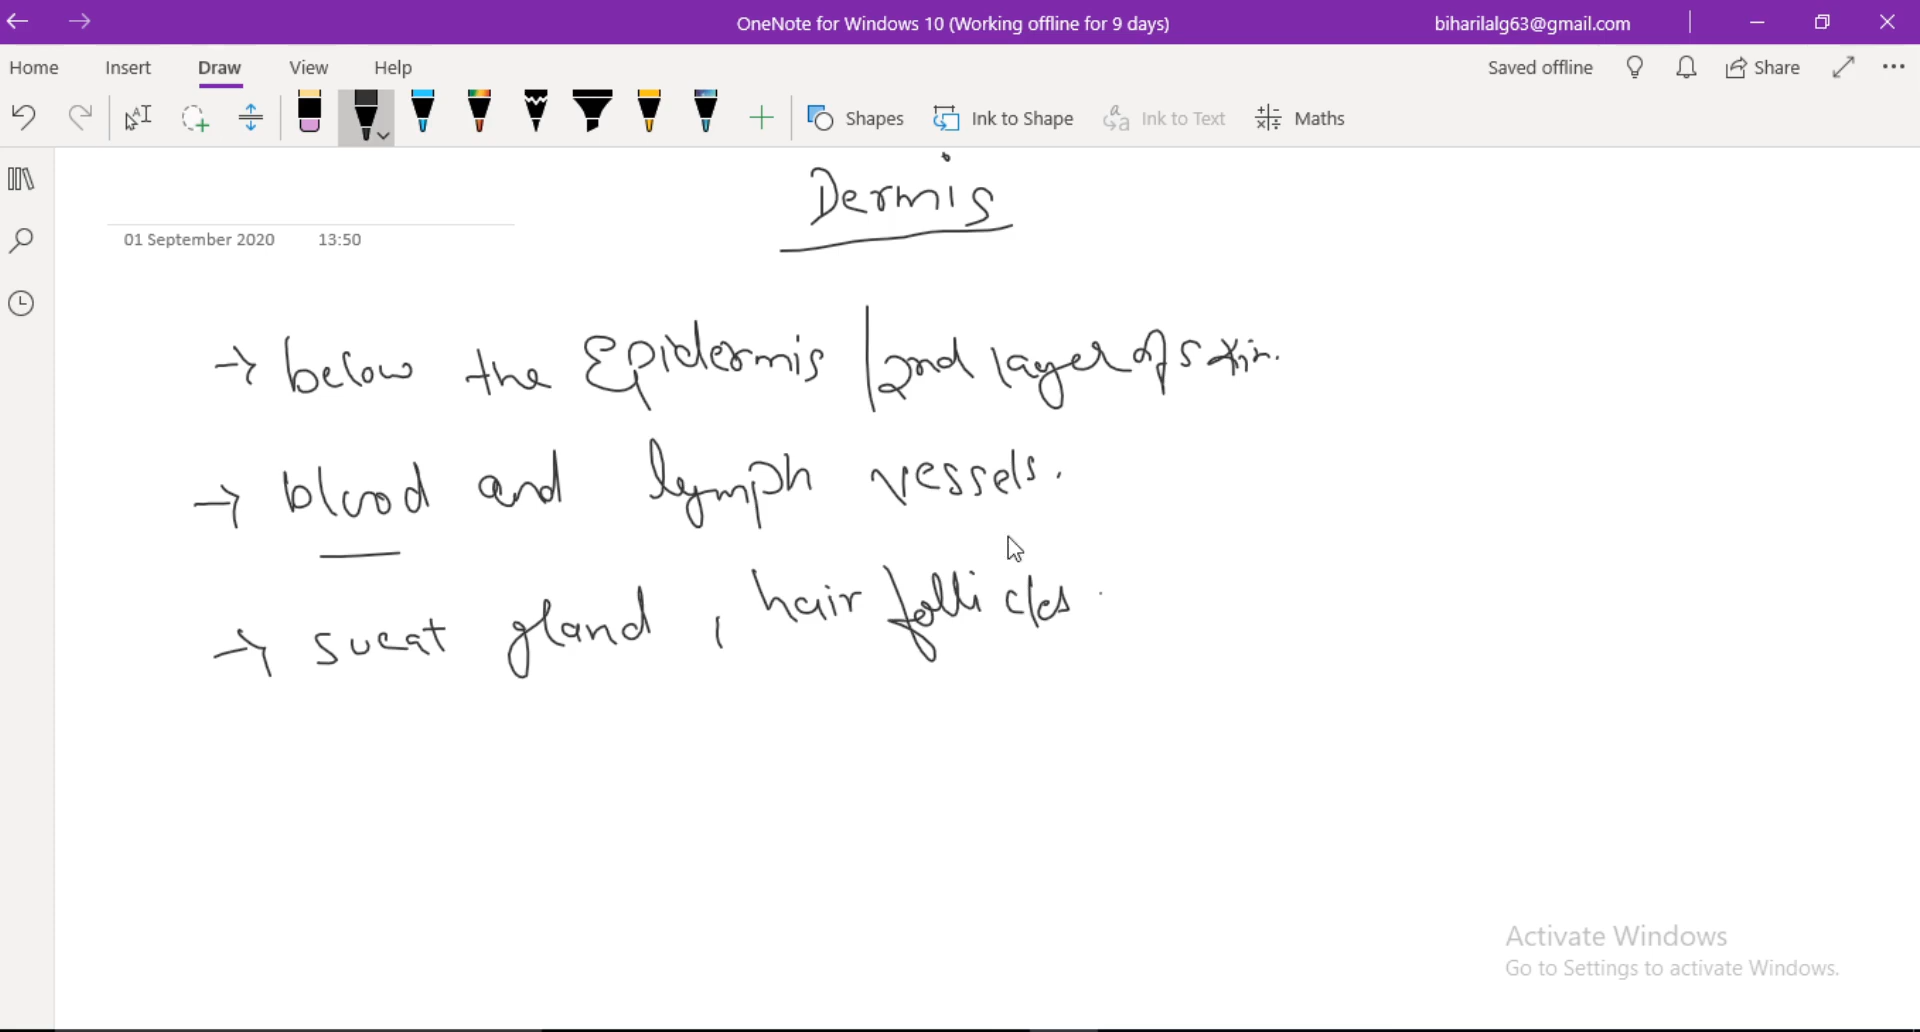 OneNote for Windows 10 (Working offline for 9 days)
biharilalg63@gmail.com
Home Insert Draw View Help
Saved offline Share
Shapes Ink to Shape Ink to Text Maths
Dermis
01 September 2020 13:50
→ below the Epidermis | 2nd layer of skin.
→ blood and lymph vessels.
→ sweat gland, hair follicles.
Activate Windows
Go to Settings to activate Windows.